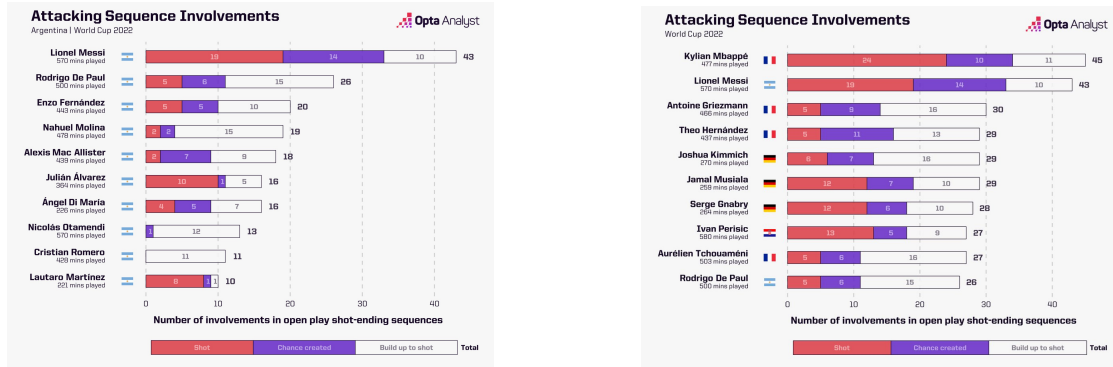 Attacking Sequence Involvements
Argentina | World Cup 2022
Opta Analyst
Lionel Messi 19 14 10 43
570 mins played
Rodrigo De Paul 5 6 15 26
500 mins played
Enzo Fernández 5 5 10 20
443 mins played
Nahuel Molina 2 2 15 19
478 mins played
Alexis Mac Allister 2 7 9 18
439 mins played
Julián Álvarez 10 1 5 16
364 mins played
Ángel Di María 4 5 7 16
226 mins played
Nicolás Otamendi 1 12 13
570 mins played
Cristian Romero 11 11
428 mins played
Lautaro Martínez 8 1 1 10
221 mins played
0 10 20 30 40
Number of involvements in open play shot-ending sequences
Shot Chance created Build up to shot Total
Attacking Sequence Involvements
World Cup 2022
Opta Analyst
Kylian Mbappé 24 10 11 45
477 mins played
Lionel Messi 19 14 10 43
570 mins played
Antoine Griezmann 5 9 16 30
466 mins played
Theo Hernández 5 11 13 29
437 mins played
Joshua Kimmich 6 7 16 29
270 mins played
Jamal Musiala 12 7 10 29
259 mins played
Serge Gnabry 12 6 10 28
264 mins played
Ivan Perisic 13 5 9 27
580 mins played
Aurélien Tchouaméni 5 6 16 27
503 mins played
Rodrigo De Paul 5 6 15 26
500 mins played
0 10 20 30 40
Number of involvements in open play shot-ending sequences
Shot Chance created Build up to shot Total